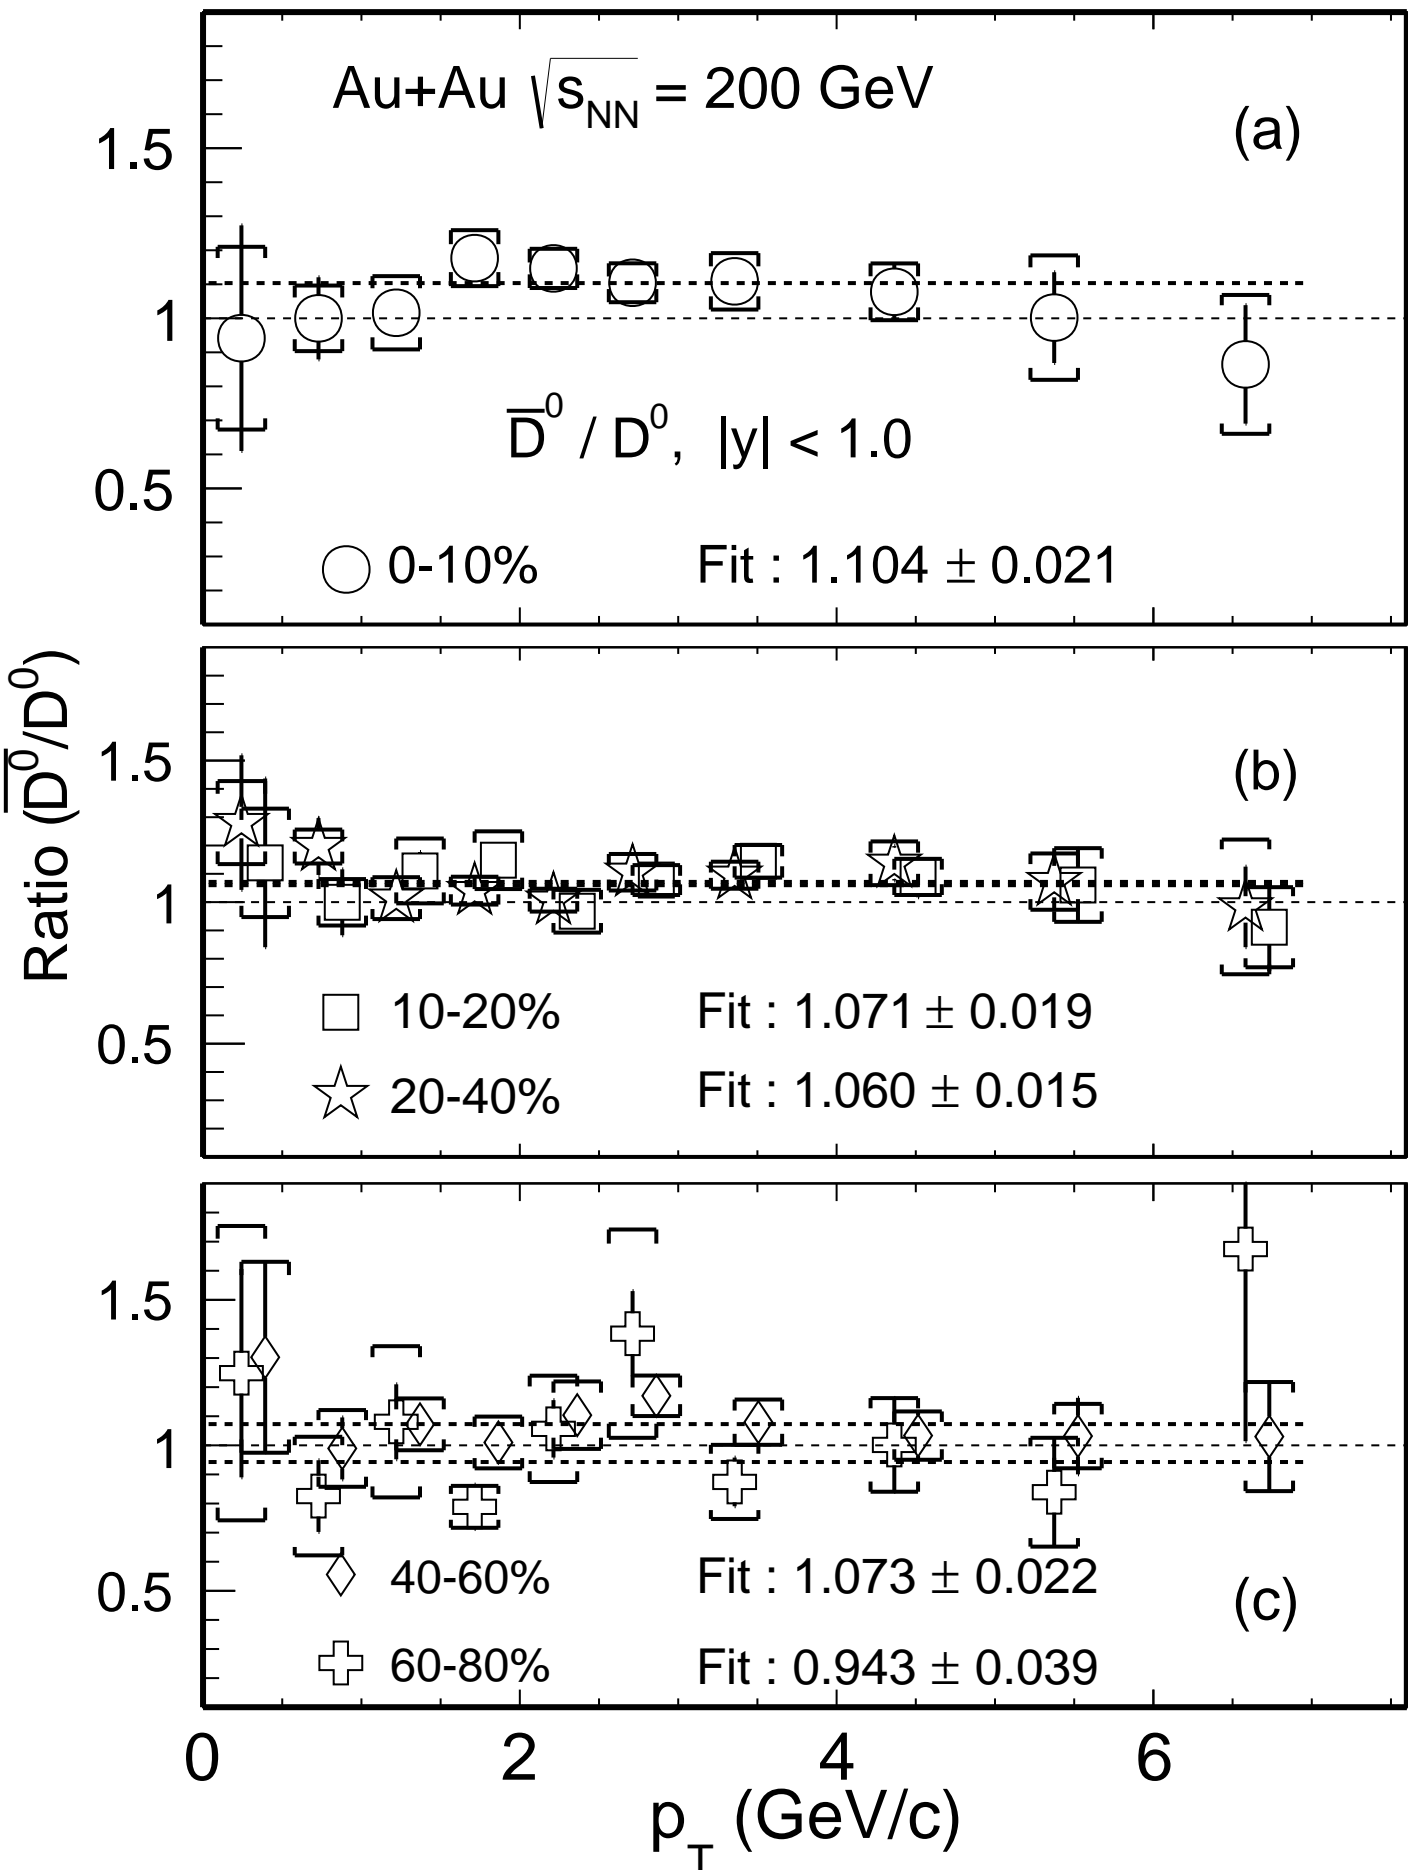 Au+Au √s_NN = 200 GeV
(a)
1.5
1
0.5
D̅⁰ / D⁰, |y| < 1.0
0-10% Fit : 1.104 ± 0.021
Ratio (D̅⁰/D⁰)
(b)
1.5
1
0.5
10-20% Fit : 1.071 ± 0.019
20-40% Fit : 1.060 ± 0.015
1.5
1
0.5
40-60% Fit : 1.073 ± 0.022
(c)
60-80% Fit : 0.943 ± 0.039
0 2 4 6
p_T (GeV/c)